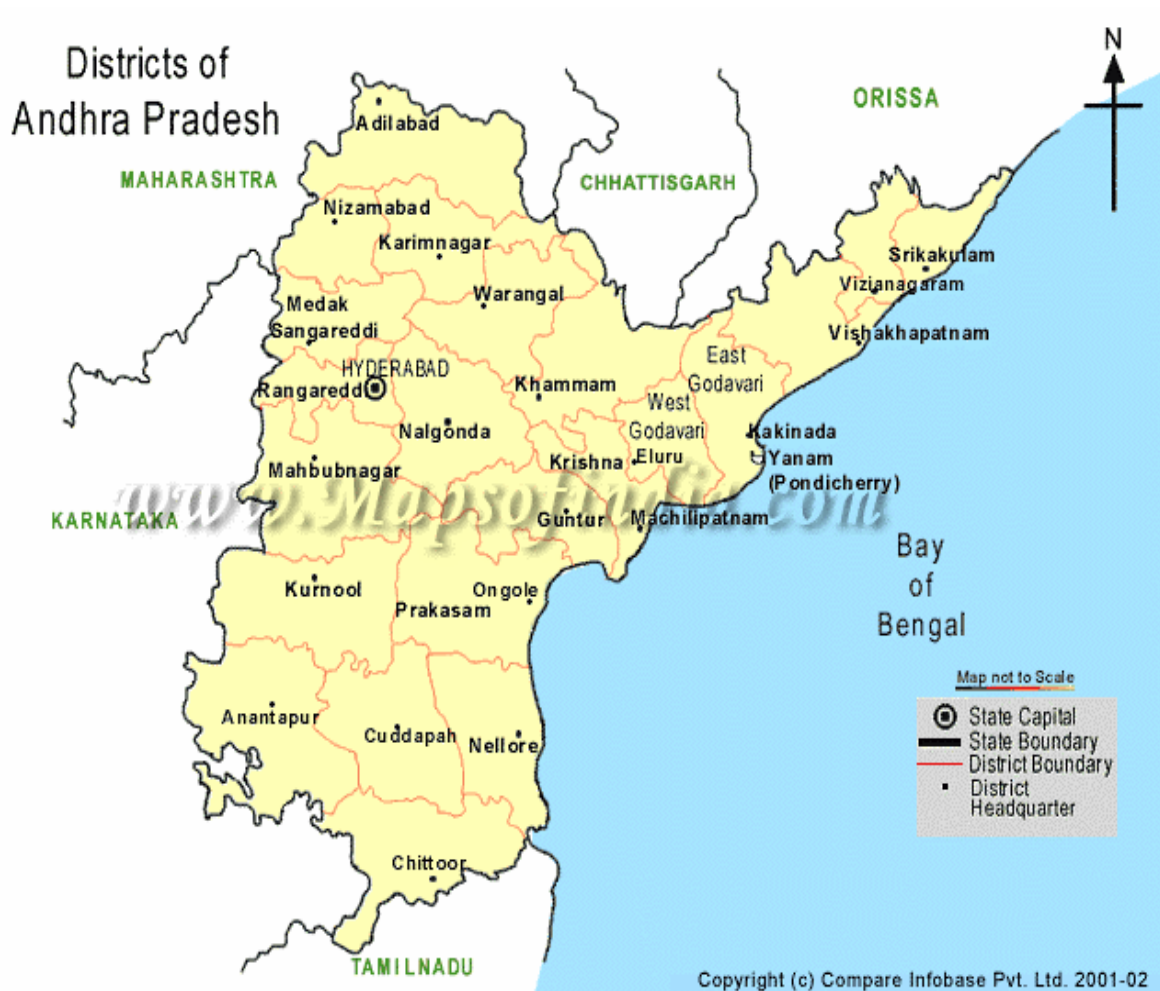 Districts of
Andhra Pradesh
N
ORISSA
MAHARASHTRA
CHHATTISGARH
Adilabad
Nizamabad
Karimnagar
Srikakulam
Vizianagaram
Warangal
Medak
Sangareddi
Vishakhapatnam
HYDERABAD
Rangaredd
East
Godavari
Khammam
West
Godavari
Nalgonda
Kakinada
Krishna
Eluru
Yanam
(Pondicherry)
Mahbubnagar
www.Mapsofindia.com
KARNATAKA
Guntur
Machilipatnam
Bay
of
Bengal
Kurnool
Ongole
Prakasam
Anantapur
Cuddapah
Nellore
Chittoor
TAMILNADU
Map not to Scale
State Capital
State Boundary
District Boundary
District
Headquarter
Copyright (c) Compare Infobase Pvt. Ltd. 2001-02